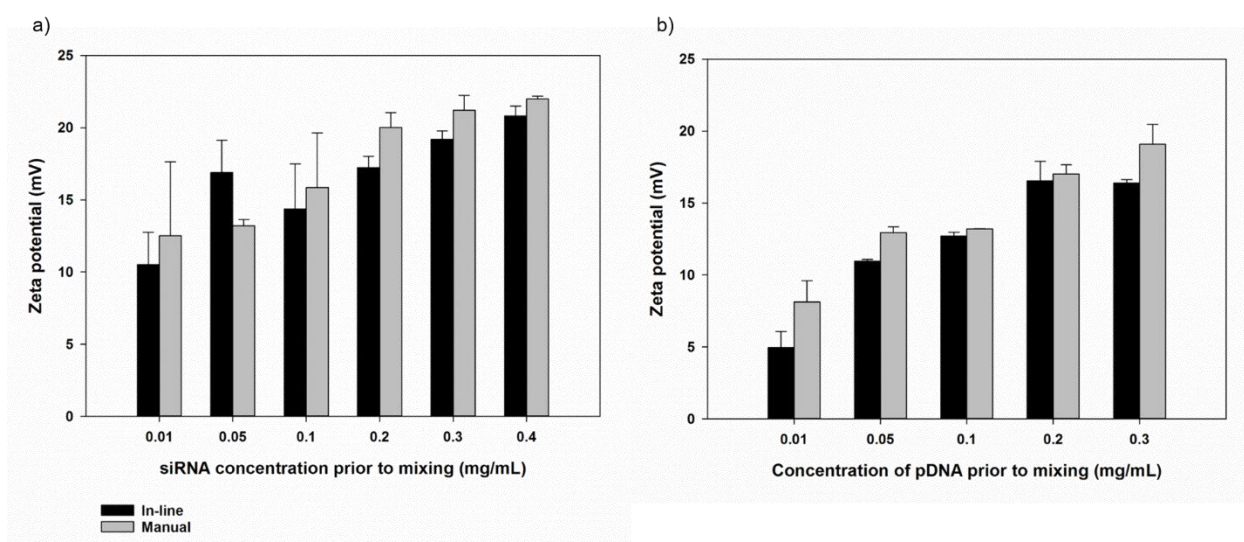 a)
Zeta potential (mV)
25
20
15
10
5
0
0.01 0.05 0.1 0.2 0.3 0.4
siRNA concentration prior to mixing (mg/mL)
In-line
Manual
b)
Zeta potential (mV)
25
20
15
10
5
0
0.01 0.05 0.1 0.2 0.3
Concentration of pDNA prior to mixing (mg/mL)